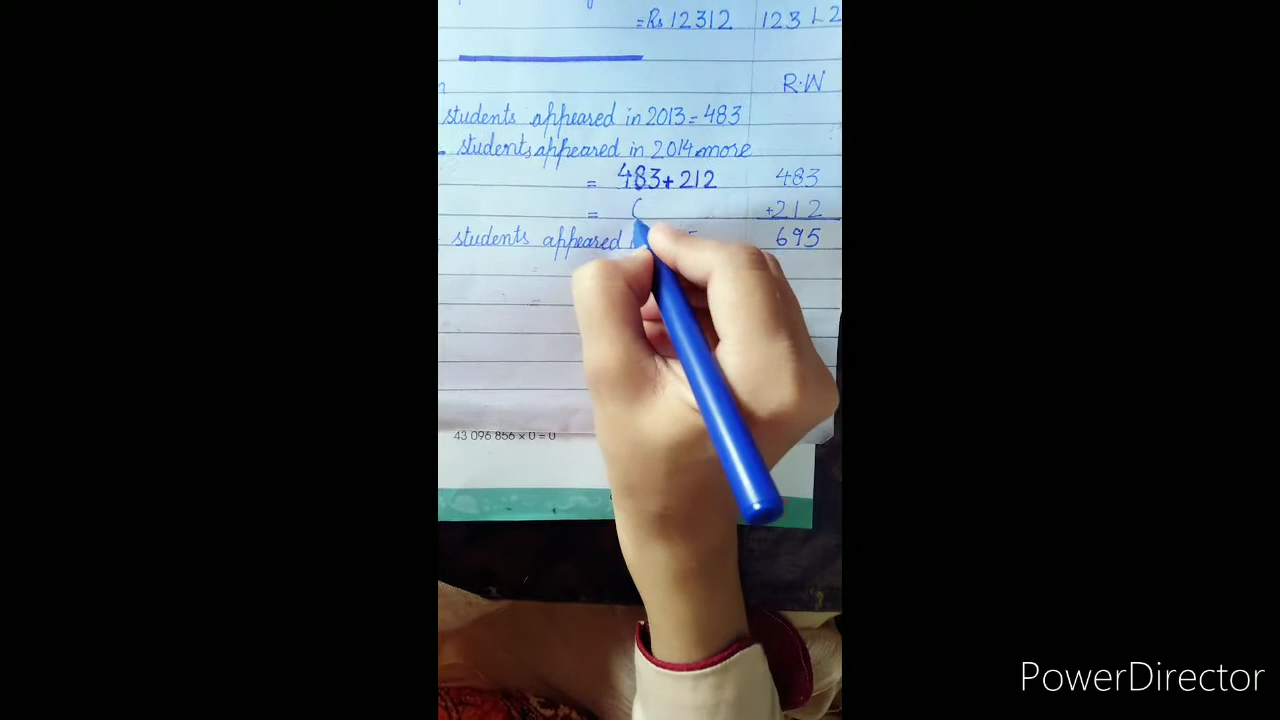 =Rs 12312 12312
R.W
students appeared in 2013 = 483
students appeared in 2014 more
= 483+212 483
= +212
students appeared 695
43 096 856 × 0 = 0
PowerDirector